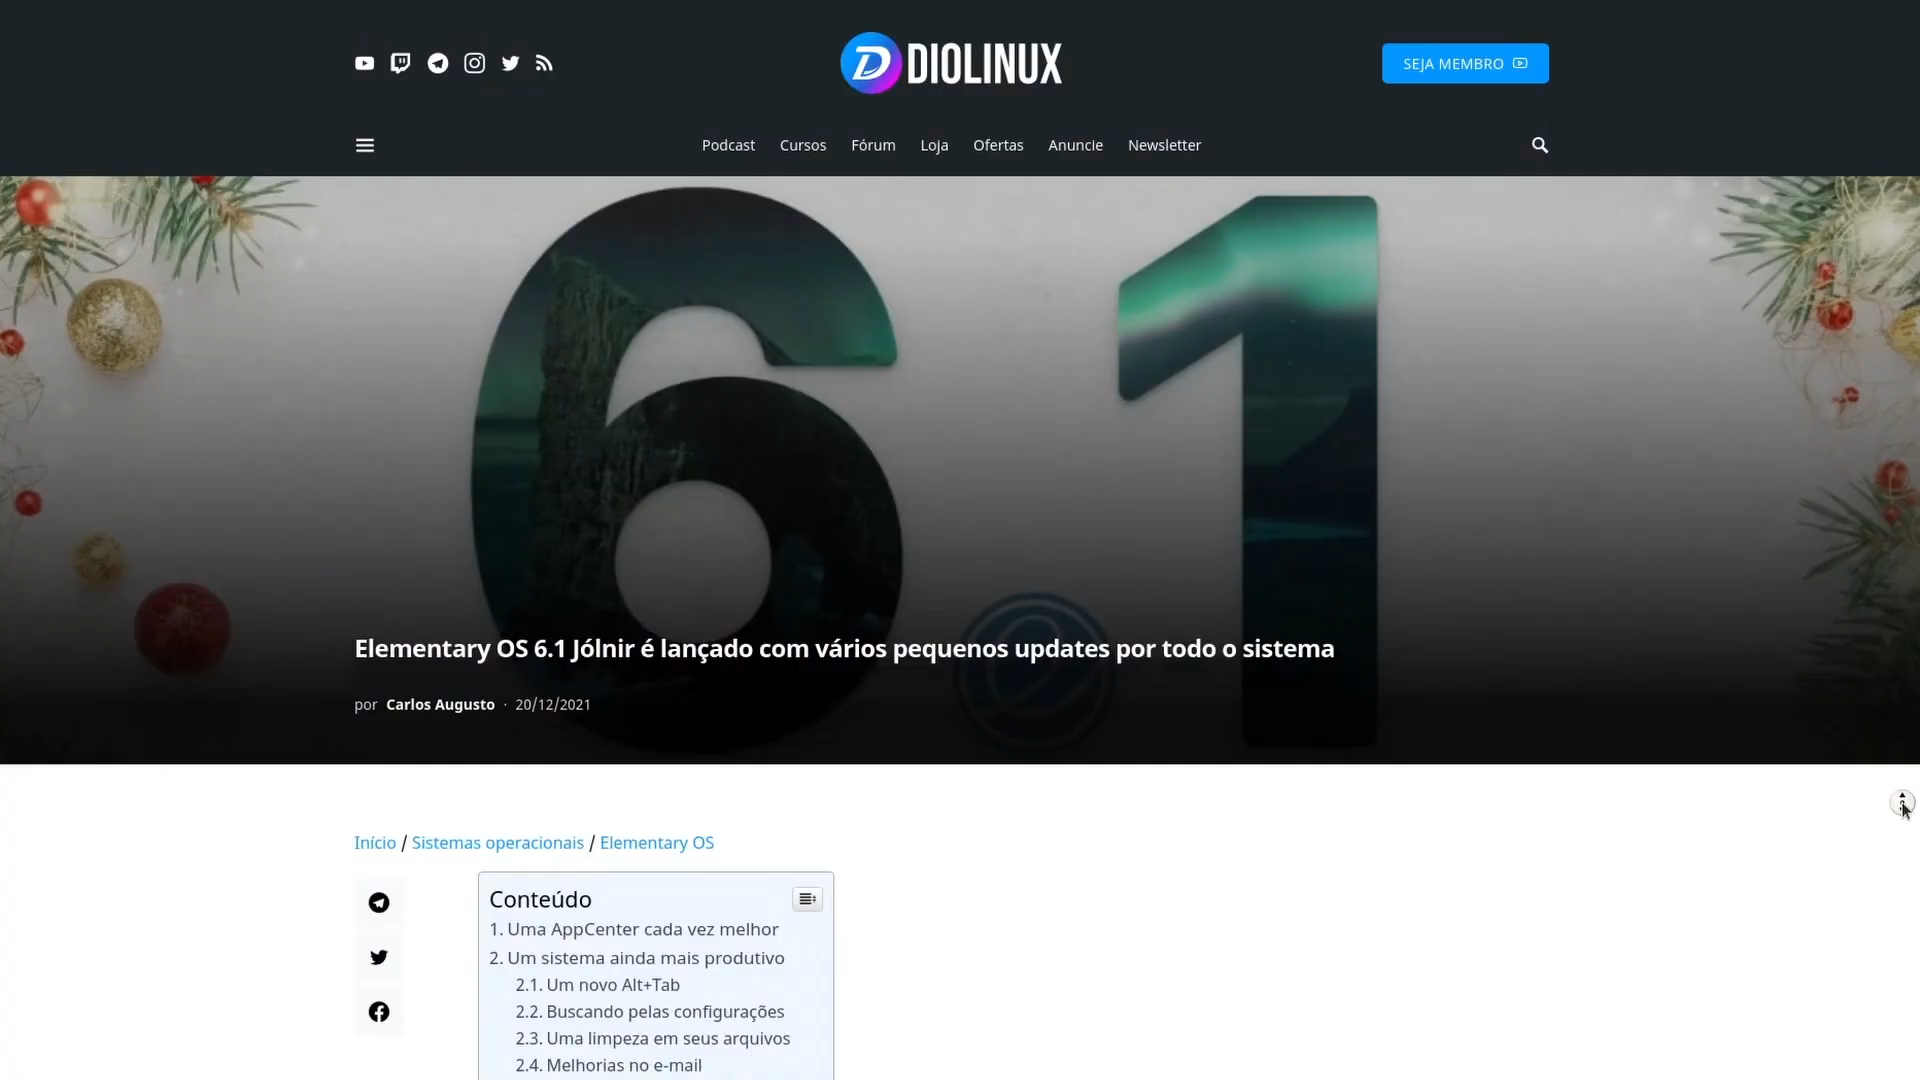 DIOLINUX
SEJA MEMBRO
Podcast Cursos Fórum Loja Ofertas Anuncie Newsletter
6.1
Elementary OS 6.1 Jólnir é lançado com vários pequenos updates por todo o sistema
por Carlos Augusto · 20/12/2021
Início / Sistemas operacionais / Elementary OS
Conteúdo
1. Uma AppCenter cada vez melhor
2. Um sistema ainda mais produtivo
2.1. Um novo Alt+Tab
2.2. Buscando pelas configurações
2.3. Uma limpeza em seus arquivos
2.4. Melhorias no e-mail